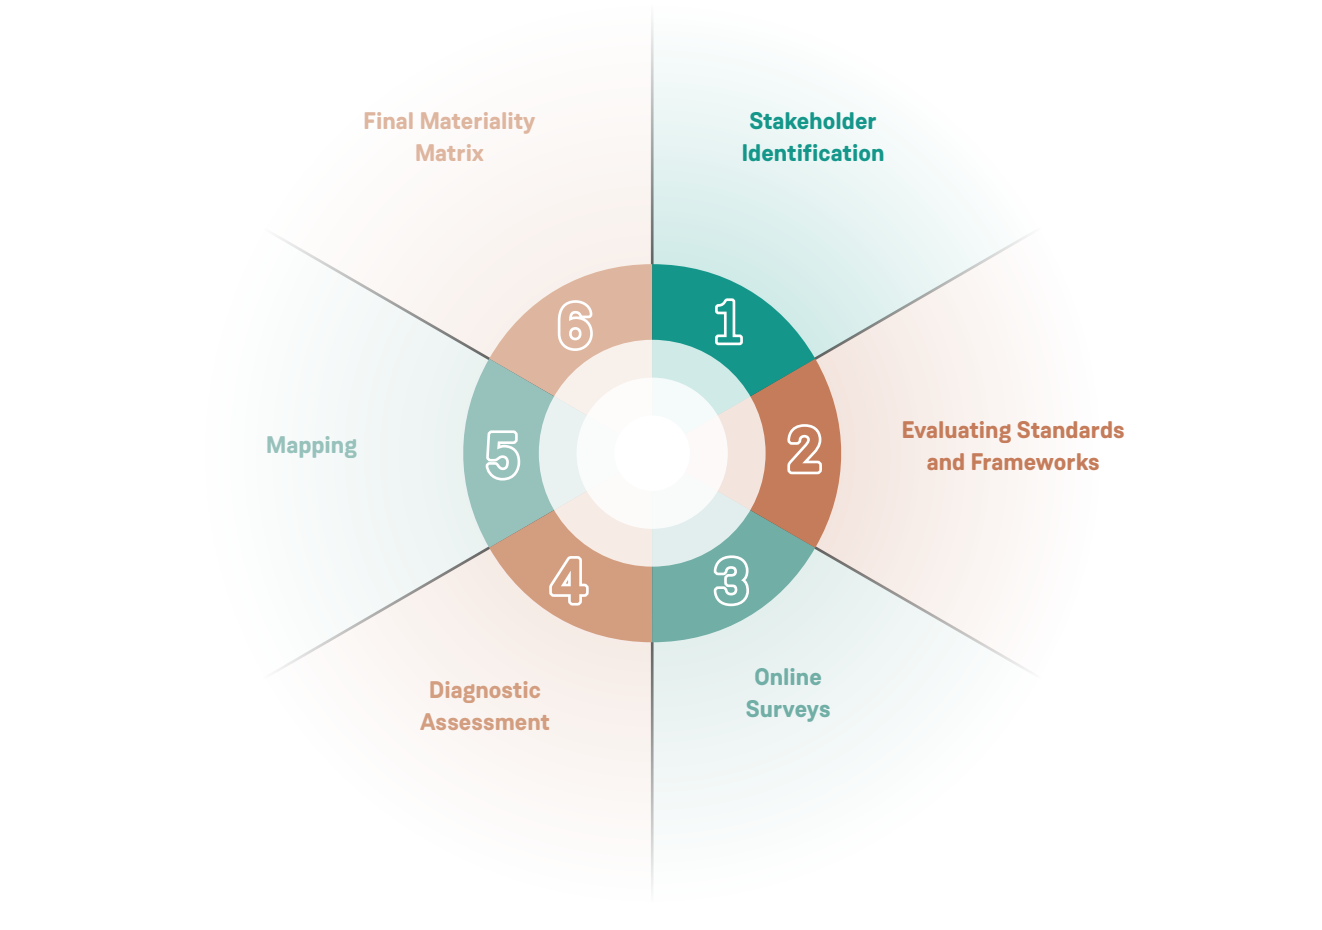 Final Materiality
Matrix
Stakeholder
Identification
6
1
Mapping
5
2
Evaluating Standards
and Frameworks
4
3
Diagnostic
Assessment
Online
Surveys